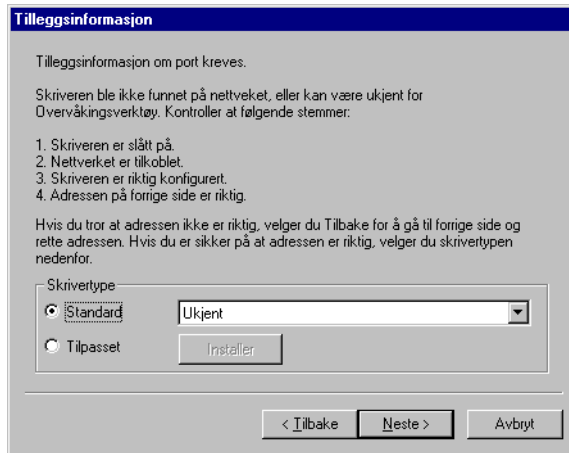 Tilleggsinformasjon
Tilleggsinformasjon om port kreves.
Skriveren ble ikke funnet på nettveket, eller kan være ukjent for
Overvåkingsverktøy. Kontroller at følgende stemmer:
1. Skriveren er slått på.
2. Nettverket er tilkoblet.
3. Skriveren er riktig konfigurert.
4. Adressen på forrige side er riktig.
Hvis du tror at adressen ikke er riktig, velger du Tilbake for å gå til forrige side og
rette adressen. Hvis du er sikker på at adressen er riktig, velger du skrivertypen
nedenfor.
Skrivertype
Standard
Ukjent
Tilpasset
Installer
< Tilbake
Neste >
Avbryt